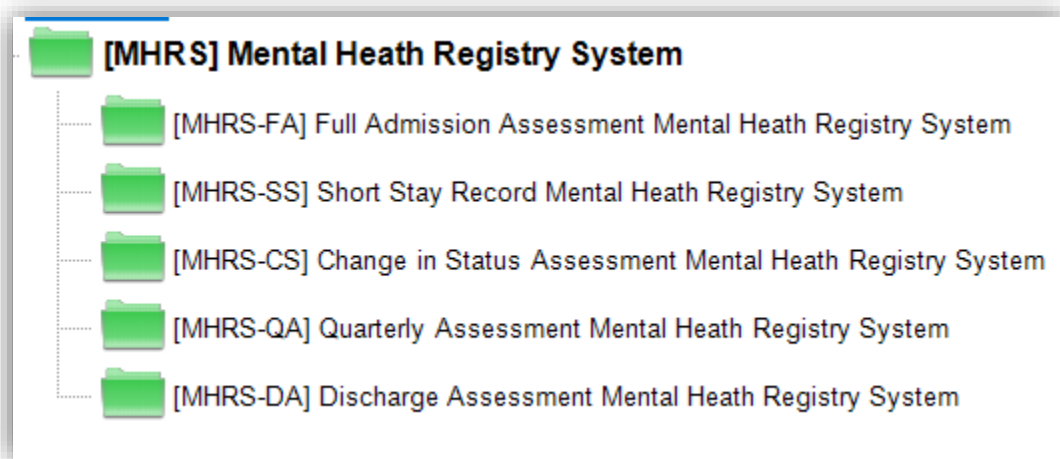 [MHRS] Mental Heath Registry System
[MHRS-FA] Full Admission Assessment Mental Heath Registry System
[MHRS-SS] Short Stay Record Mental Heath Registry System
[MHRS-CS] Change in Status Assessment Mental Heath Registry System
[MHRS-QA] Quarterly Assessment Mental Heath Registry System
[MHRS-DA] Discharge Assessment Mental Heath Registry System